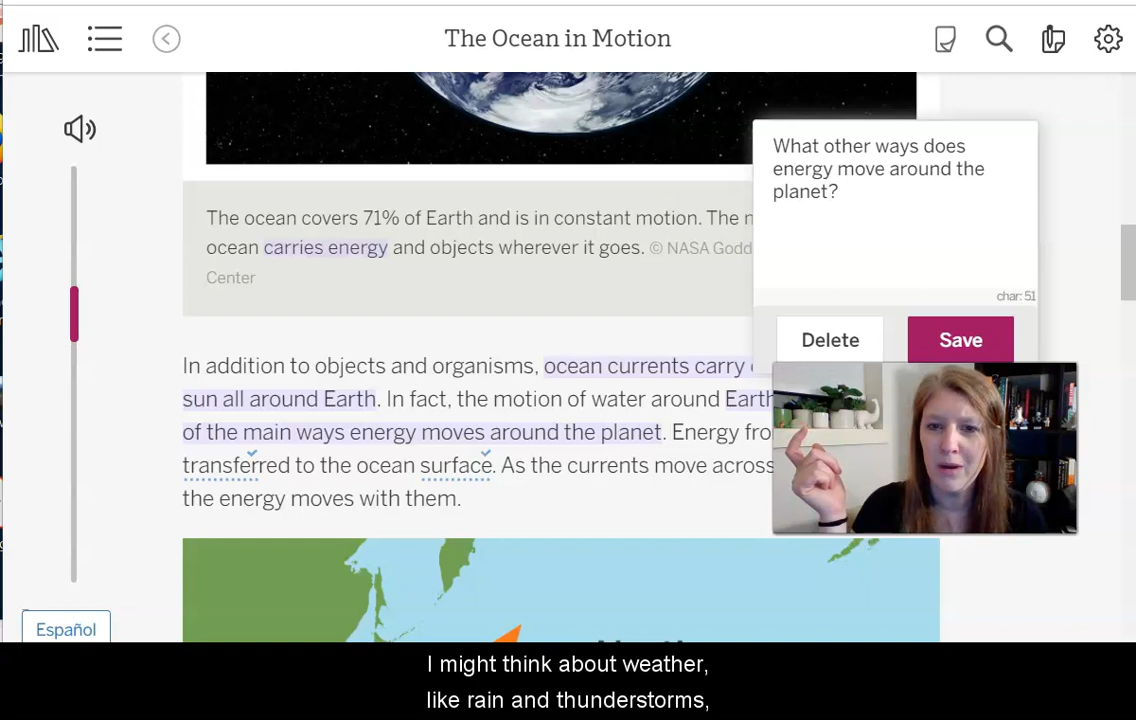 The Ocean in Motion
What other ways does
energy move around the
planet?
char: 51
Delete
Save
The ocean covers 71% of Earth and is in constant motion. The
ocean carries energy and objects wherever it goes. © NASA Godd
Center
In addition to objects and organisms, ocean currents carry
sun all around Earth. In fact, the motion of water around Earth
of the main ways energy moves around the planet. Energy fro
transferred to the ocean surface. As the currents move across
the energy moves with them.
Español
I might think about weather,
like rain and thunderstorms,